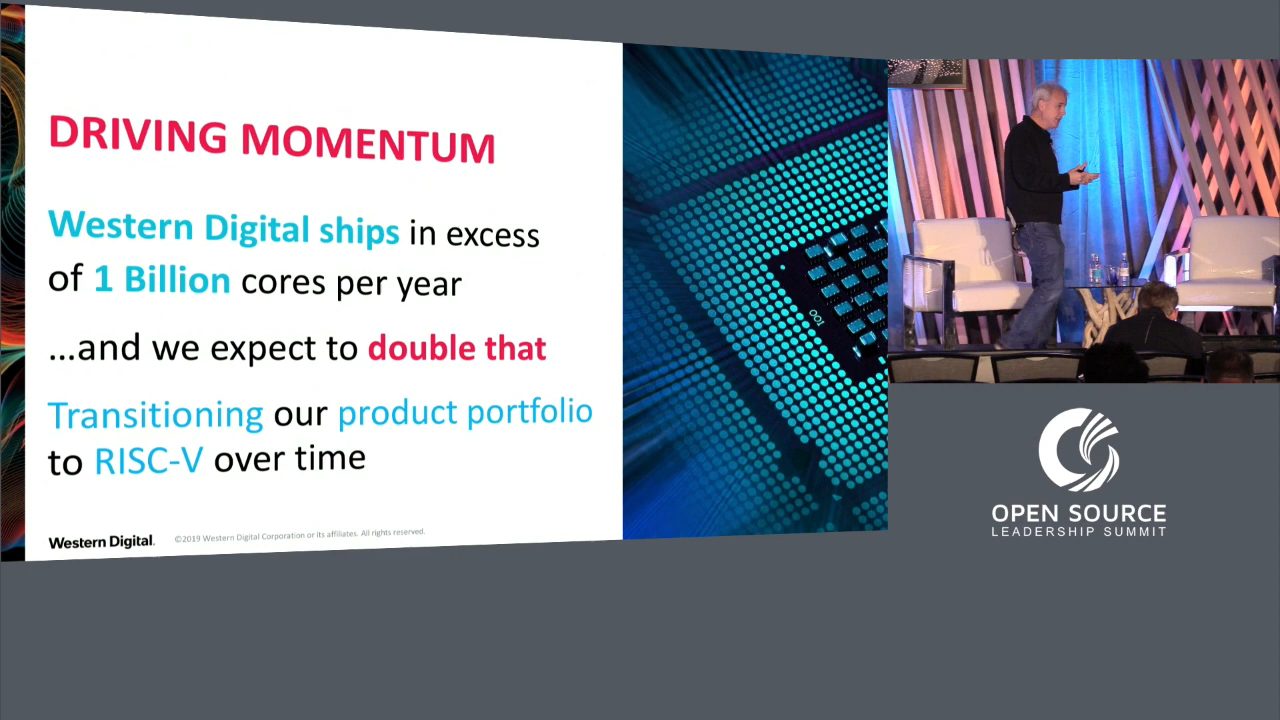 DRIVING MOMENTUM
Western Digital ships in excess
of 1 Billion cores per year
...and we expect to double that
Transitioning our product portfolio
to RISC-V over time
Western Digital.
©2019 Western Digital Corporation or its affiliates. All rights reserved.
001
OPEN SOURCE
LEADERSHIP SUMMIT